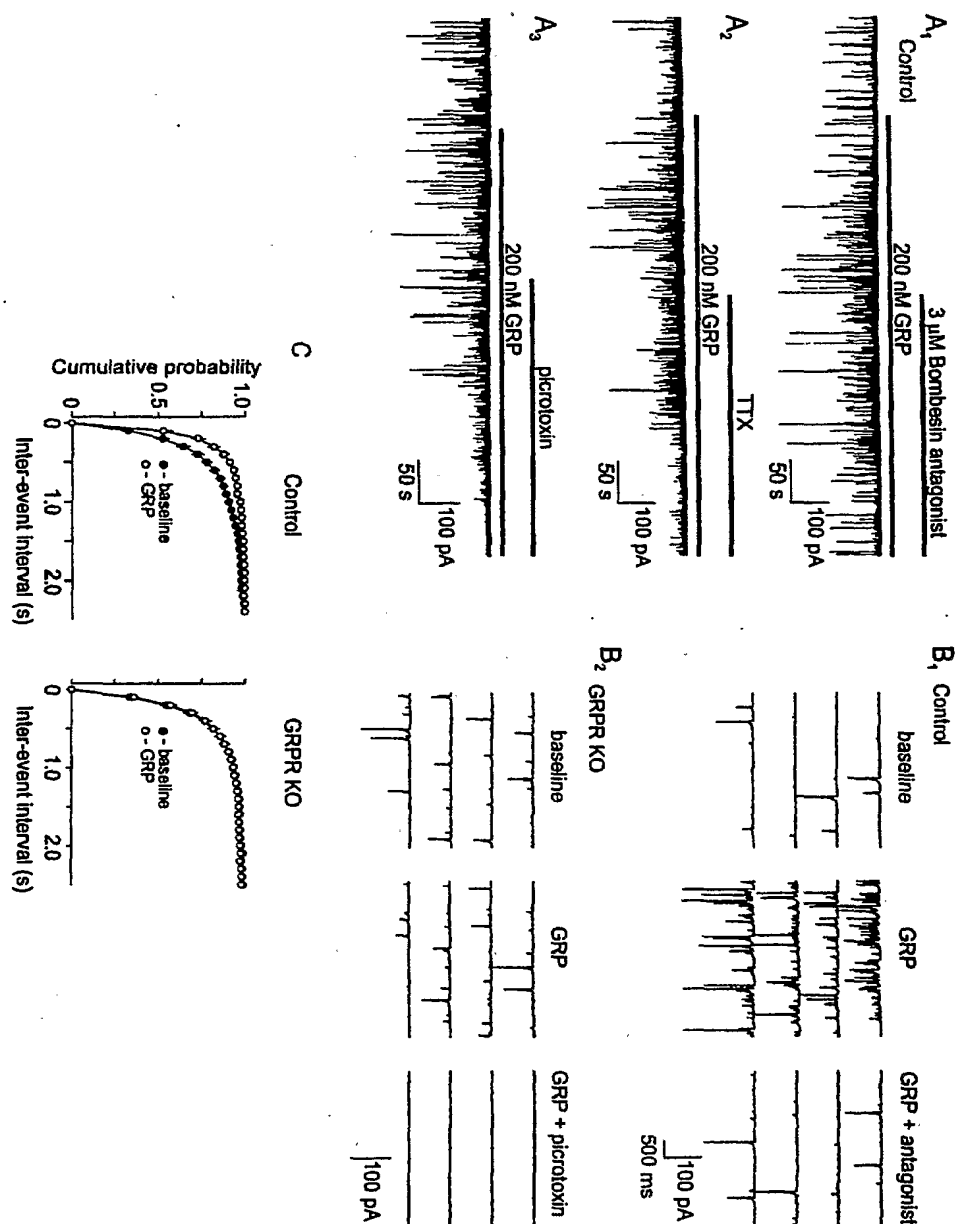 A1
Control
3 µM Bombesin antagonist
200 nM GRP
100 pA
50 s
A2
TTX
200 nM GRP
100 pA
50 s
A3
picrotoxin
200 nM GRP
100 pA
50 s
B1 Control
baseline
GRP
GRP + antagonist
100 pA
500 ms
B2 GRPR KO
baseline
GRP
GRP + picrotoxin
100 pA
C
Control
Cumulative probability
1.0
0.5
0
● - baseline
○ - GRP
0
1.0
2.0
Inter-event Interval (s)
GRPR KO
● - baseline
○ - GRP
0
1.0
2.0
Inter-event interval (s)